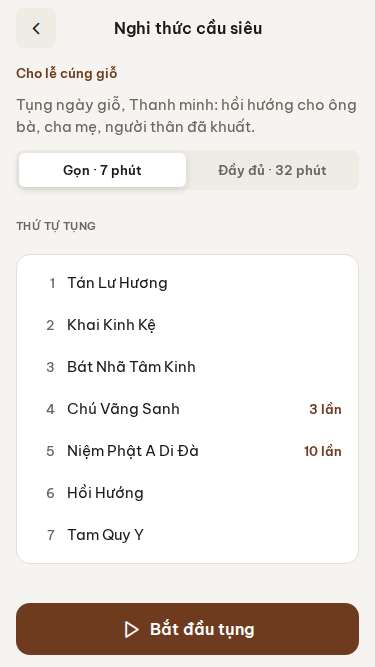 Nghi thức cầu siêu
Cho lễ cúng giỗ
Tụng ngày giỗ, Thanh minh: hồi hướng cho ông
bà, cha mẹ, người thân đã khuất.
Gọn · 7 phút
Đầy đủ · 32 phút
THỨ TỰ TỤNG
1 Tán Lư Hương
2 Khai Kinh Kệ
3 Bát Nhã Tâm Kinh
4 Chú Vãng Sanh 3 lần
5 Niệm Phật A Di Đà 10 lần
6 Hồi Hướng
7 Tam Quy Y
Bắt đầu tụng